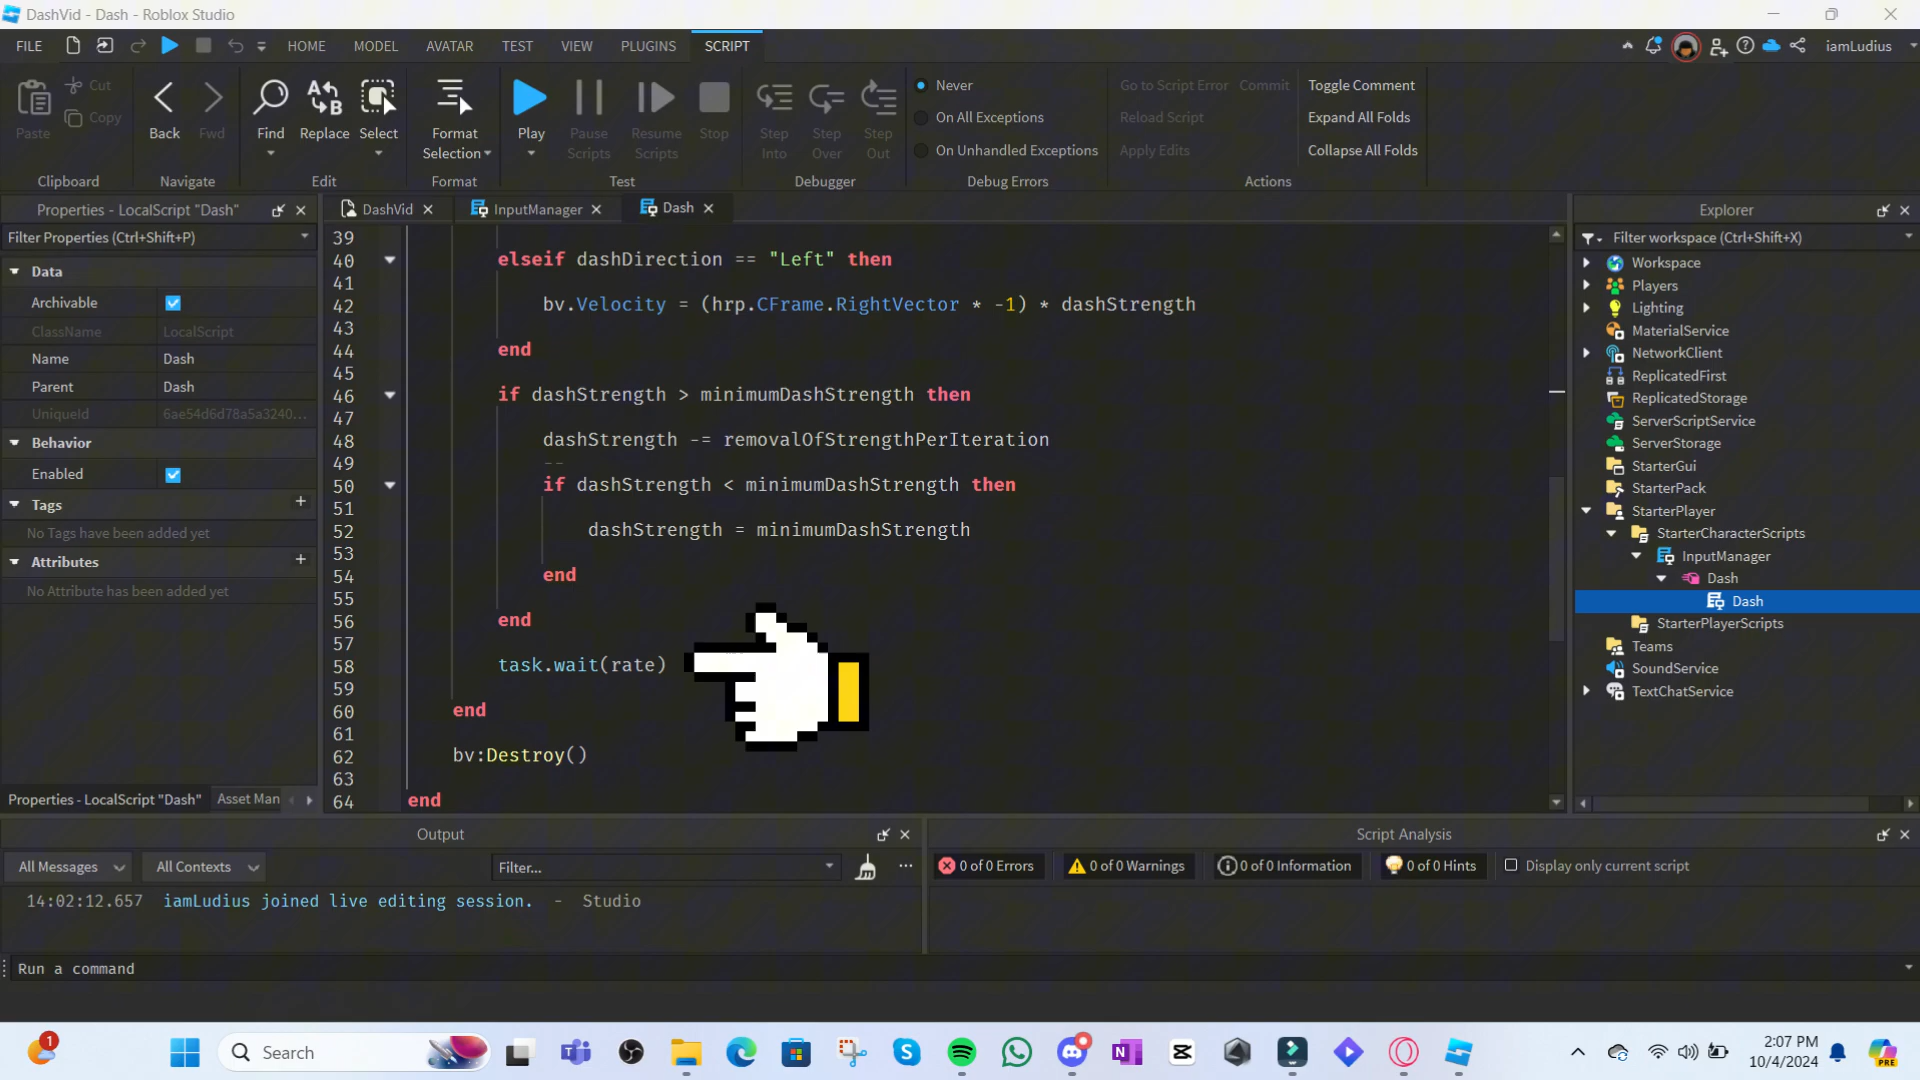 DashVid - Dash - Roblox Studio
FILE HOME MODEL AVATAR TEST VIEW PLUGINS SCRIPT iamLudius
Paste Cut Copy Back Fwd Find Replace Select Format Selection Play Pause Scripts Resume Scripts Stop Step Into Step Over Step Out
Never Go to Script Error Commit Toggle Comment
On All Exceptions Reload Script Expand All Folds
On Unhandled Exceptions Apply Edits Collapse All Folds
Clipboard Navigate Edit Format Test Debugger Debug Errors Actions
Properties - LocalScript "Dash"
Filter Properties (Ctrl+Shift+P)
Data
Archivable
ClassName LocalScript
Name Dash
Parent Dash
UniqueId 6ae54d6d78a5a3240...
Behavior
Enabled
Tags +
No Tags have been added yet
Attributes +
No Attribute has been added yet
Properties - LocalScript "Dash" Asset Man
DashVid InputManager Dash
39
40 elseif dashDirection == "Left" then
41
42 bv.Velocity = (hrp.CFrame.RightVector * -1) * dashStrength
43
44 end
45
46 if dashStrength > minimumDashStrength then
47
48 dashStrength -= removalOfStrengthPerIteration
49 --
50 if dashStrength < minimumDashStrength then
51
52 dashStrength = minimumDashStrength
53
54 end
55
56 end
57
58 task.wait(rate)
59
60 end
61
62 bv:Destroy()
63
64 end
Explorer
Filter workspace (Ctrl+Shift+X)
Workspace
Players
Lighting
MaterialService
NetworkClient
ReplicatedFirst
ReplicatedStorage
ServerScriptService
ServerStorage
StarterGui
StarterPack
StarterPlayer
StarterCharacterScripts
InputManager
Dash
Dash
StarterPlayerScripts
Teams
SoundService
TextChatService
Output
All Messages All Contexts Filter... ...
14:02:12.657 iamLudius joined live editing session. - Studio
Script Analysis
0 of 0 Errors 0 of 0 Warnings 0 of 0 Information 0 of 0 Hints Display only current script
Run a command
1 Search PRE
2:07 PM
10/4/2024